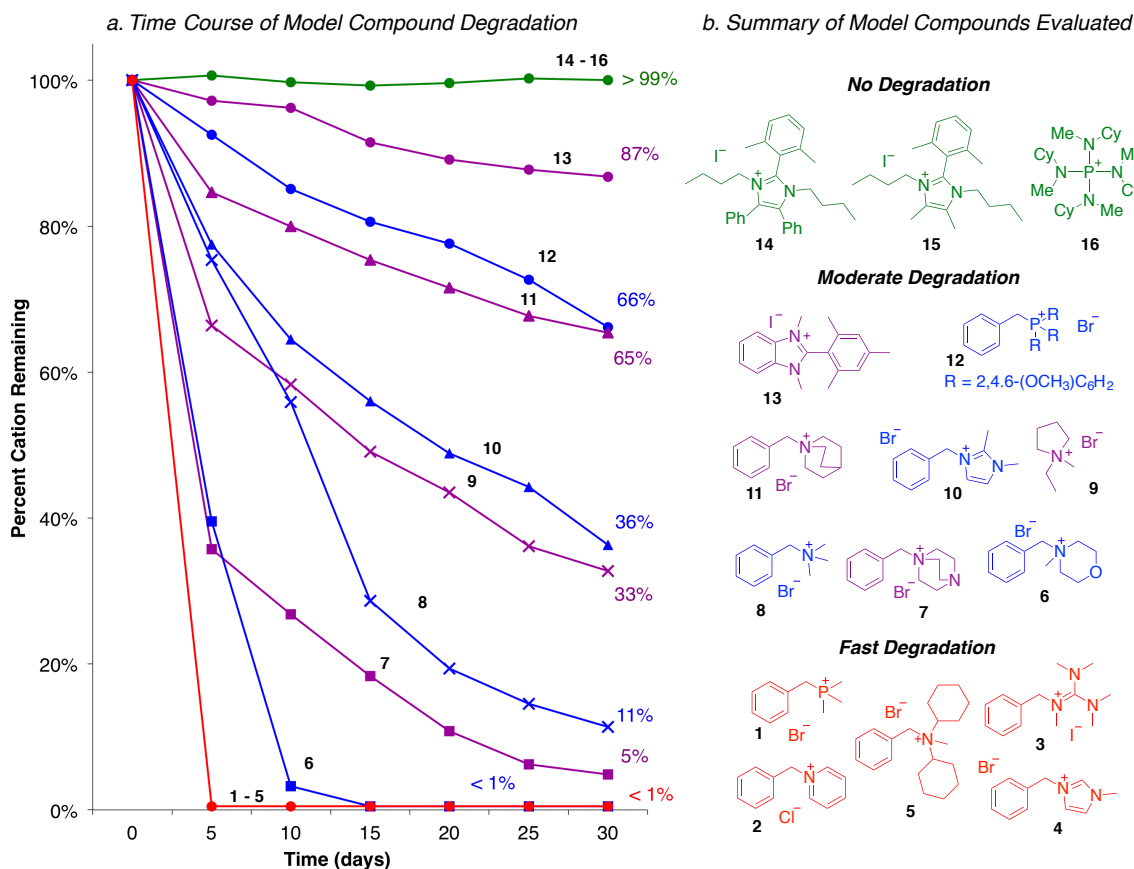 a. Time Course of Model Compound Degradation
100%
80%
60%
40%
20%
0%
Percent Cation Remaining
0
5
10
15
20
25
30
Time (days)
14 - 16
> 99%
13
87%
12
66%
11
65%
10
36%
9
33%
8
11%
7
5%
6
< 1%
1 - 5
< 1%
b. Summary of Model Compounds Evaluated
No Degradation
I−
N+
N
Ph
Ph
14
I−
N+
N
15
Me
N
Cy
Cy
N
P+
N
M
Me
C
N
Cy
Me
16
Moderate Degradation
I−
N+
N
13
P+
R
R
R
Br−
12
R = 2,4.6-(OCH3)C6H2
N+
Br−
11
Br−
N+
N
10
N+
Br−
9
N+
Br−
8
N+
N
Br−
7
Br−
N+
O
6
Fast Degradation
P+
Br−
1
N+
Cl−
2
Br−
N+
5
N
N+
N
I−
3
Br−
N+
N
4